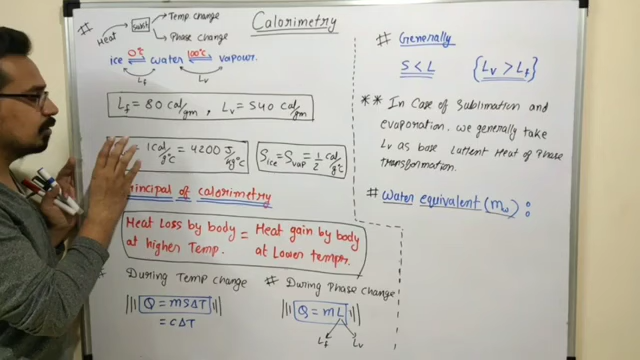 Calorimetry
#
Heat
Subst
Temp change
Phase Change
ice 0°c water 100°c vapour.
Lf Lv
Lf = 80 cal/gm , Lv = 540 cal/gm
1 cal/g°c = 4200 J/kg°c
Sice = Svap = 1/2 cal/g°c
rincipal of calorimetry
Heat Loss by body = Heat gain by body
at higher Temp. at Lower tempr.
During Temp change
Q = msΔT
= cΔT
# During Phase Change
Q = mL
Lf Lv
# Generally
S < L { Lv > Lf }
** In Case of Sublimation and
evaporation. we generally take
Lv as base Luttent Heat of Phase
transformation.
# Water equivalent (mw) :